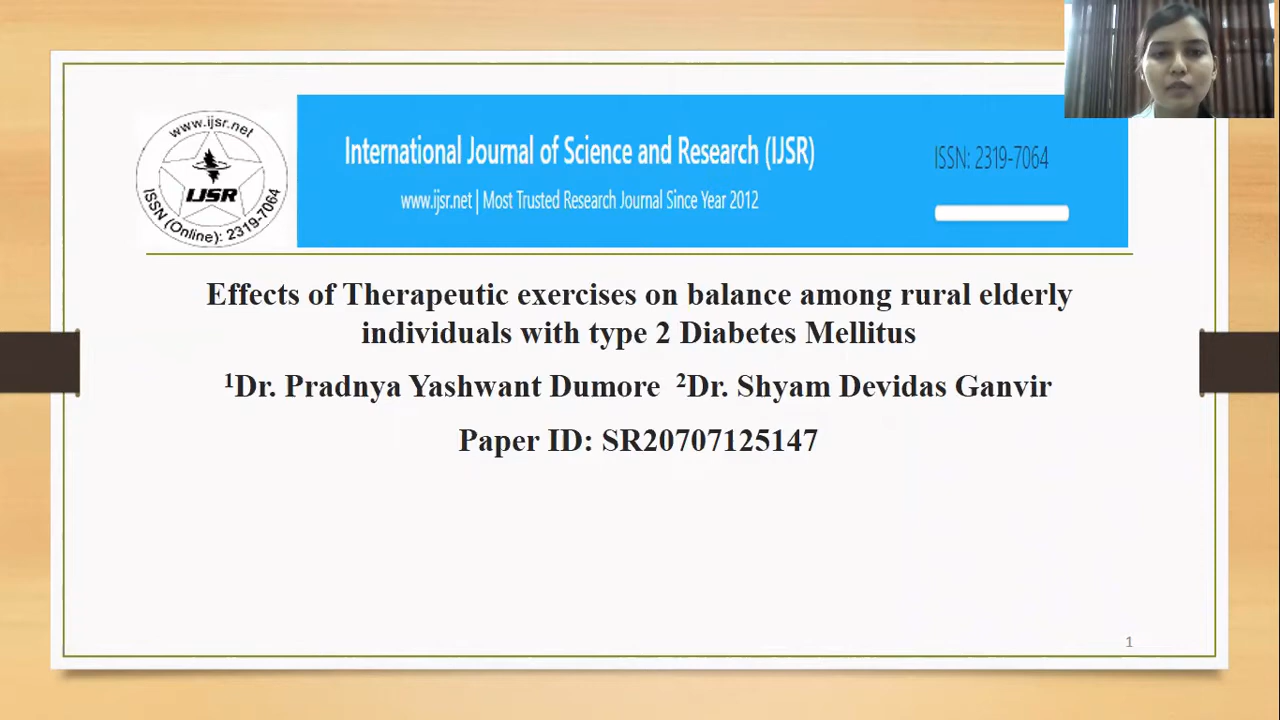 www.ijsr.net
IJSR
ISSN (Online): 2319-7064
International Journal of Science and Research (IJSR)
www.ijsr.net | Most Trusted Research Journal Since Year 2012
ISSN: 2319-7064
Effects of Therapeutic exercises on balance among rural elderly
individuals with type 2 Diabetes Mellitus
¹Dr. Pradnya Yashwant Dumore ²Dr. Shyam Devidas Ganvir
Paper ID: SR20707125147
1